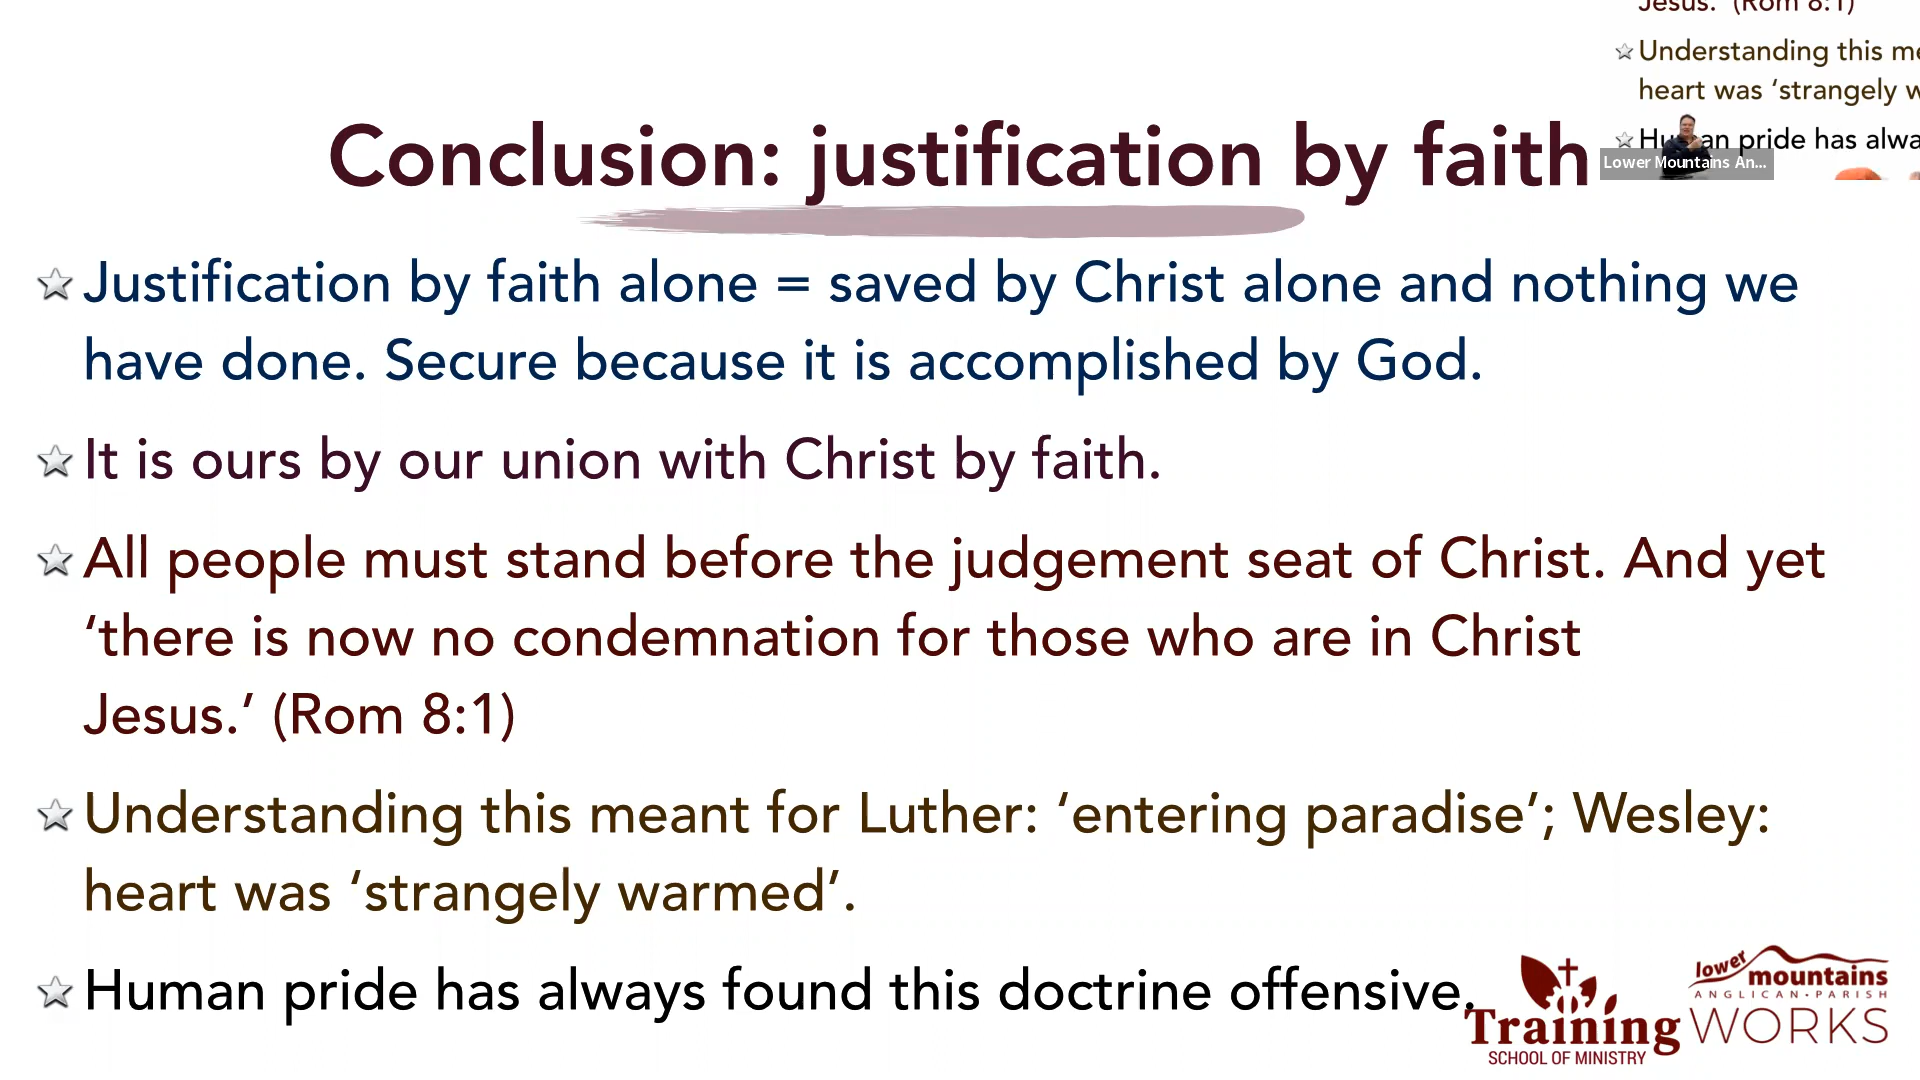 Jesus.’ (Rom 8:1)
Understanding this me
heart was ‘strangely w
Human pride has alwa
Lower Mountains An...
Conclusion: justification by faith
Justification by faith alone = saved by Christ alone and nothing we
have done. Secure because it is accomplished by God.
It is ours by our union with Christ by faith.
All people must stand before the judgement seat of Christ. And yet
‘there is now no condemnation for those who are in Christ
Jesus.’ (Rom 8:1)
Understanding this meant for Luther: ‘entering paradise’; Wesley:
heart was ‘strangely warmed’.
Human pride has always found this doctrine offensive.
lower
mountains
ANGLICAN·PARISH
Training WORKS
SCHOOL OF MINISTRY